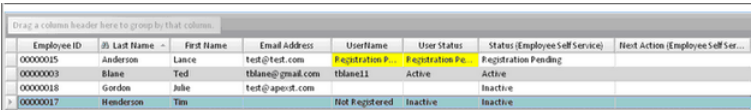 Drag a column header here to group by that column.
Employee ID Last Name First Name Email Address UserName User Status Status (Employee Self Service) Next Action (Employee Self Ser...
00000015 Anderson Lance test@test.com Registration P... Registration Pe... Registration Pending
00000003 Blane Ted tblane@gmail.com tblane11 Active Active
00000018 Gordon Julie test@apexst.com Inactive
00000017 Henderson Tim Not Registered Inactive Inactive